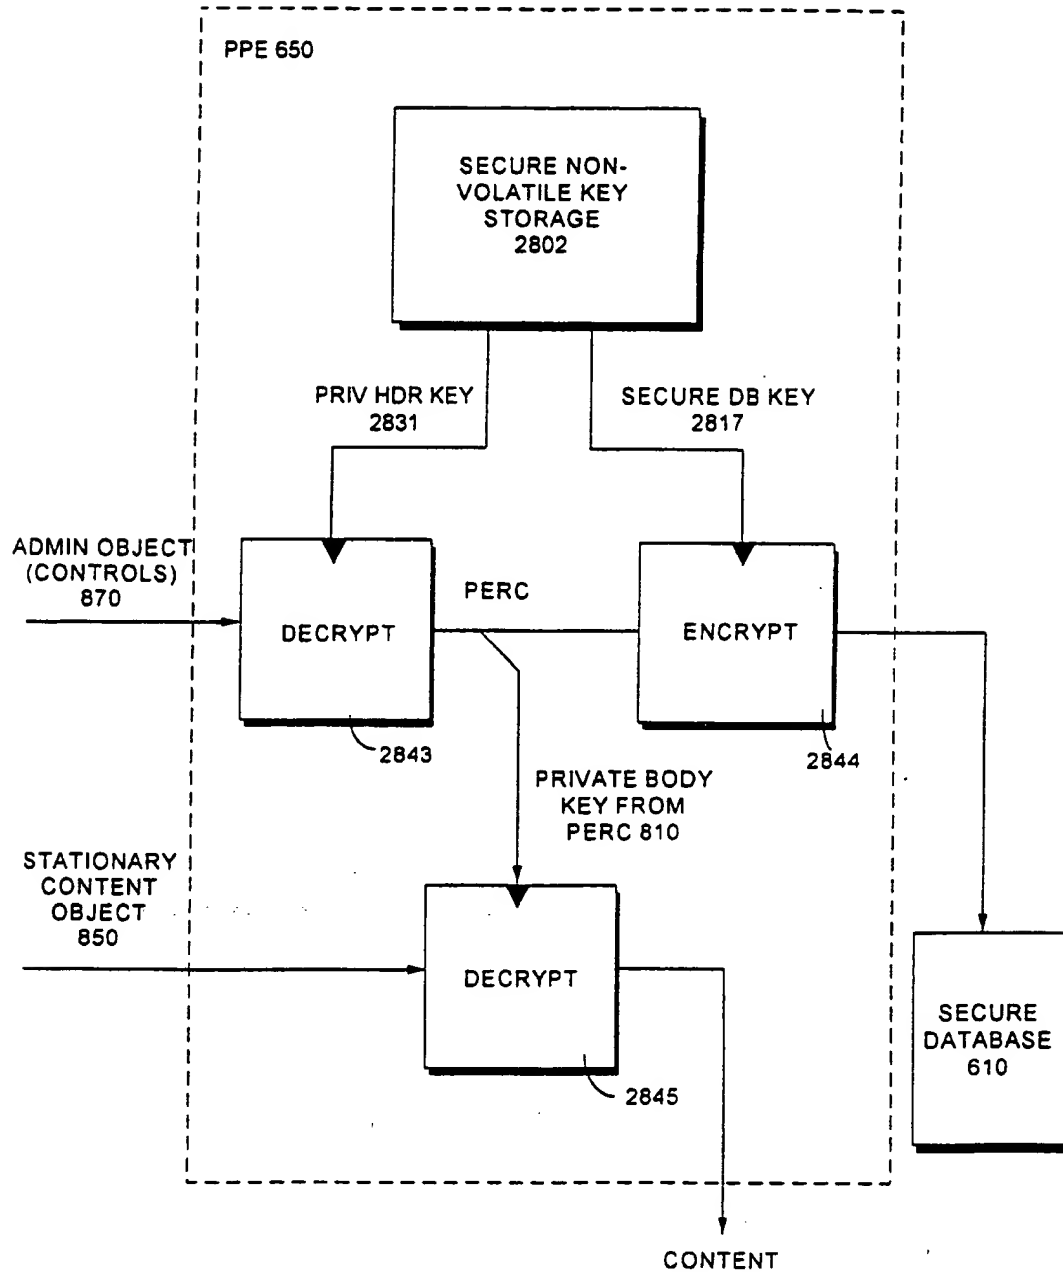 PPE 650
SECURE NON-
VOLATILE KEY
STORAGE
2802
PRIV HDR KEY
2831
SECURE DB KEY
2817
ADMIN OBJECT
(CONTROLS)
870
DECRYPT
PERC
ENCRYPT
2843
2844
PRIVATE BODY
KEY FROM
PERC 810
STATIONARY
CONTENT
OBJECT
850
DECRYPT
2845
SECURE
DATABASE
610
CONTENT